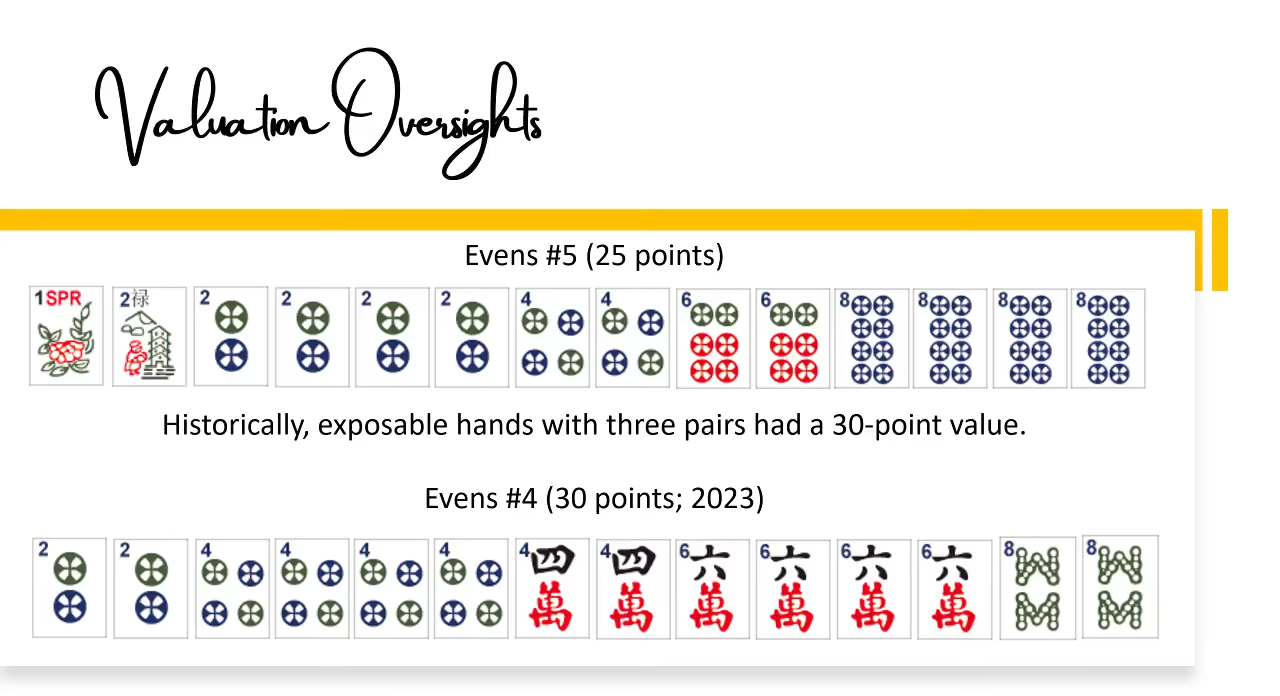 Valuation Oversights
Evens #5 (25 points)
1SPR 2禄 2 2 2 2 4 4 6 6 8 8 8 8
Historically, exposable hands with three pairs had a 30-point value.
Evens #4 (30 points; 2023)
2 2 4 4 4 4 4四萬 4四萬 6六萬 6六萬 6六萬 6六萬 8 8